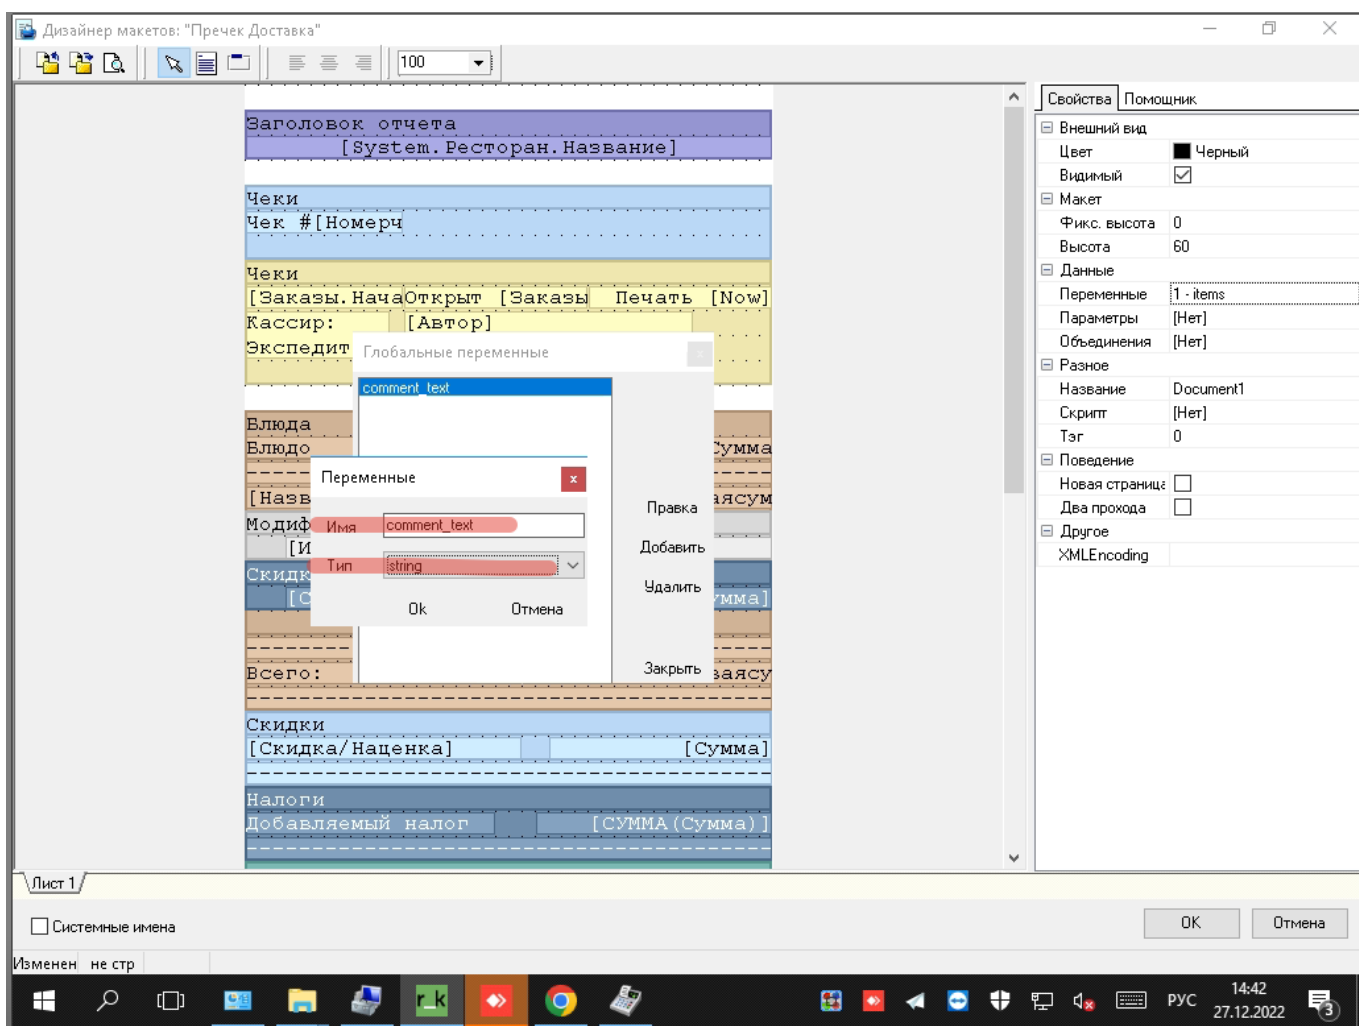 Дизайнер макетов: "Пречек Доставка"
100
Свойства Помощник
Заголовок отчета
[System.Ресторан.Название]
Чеки
Чек #[Номерч
Чеки
[Заказы.Нача Открыт [Заказы Печать [Now]
Кассир: [Автор]
Экспедит
Глобальные переменные
x
comment_text
Блюда
Блюдо
Сумма
Переменные
x
[Назв
аясум
Правка
Модиф
Имя comment_text
[И
Добавить
Тип string
Скидк
Удалить
[С
умма]
Ok Отмена
Всего:
Закрыть
ваясу
Скидки
[Скидка/Наценка] [Сумма]
Налоги
Добавляемый налог [СУММА(Сумма)]
Внешний вид
Цвет Черный
Видимый
Макет
Фикс. высота 0
Высота 60
Данные
Переменные 1 - items
Параметры [Нет]
Объединения [Нет]
Разное
Название Document1
Скрипт [Нет]
Тэг 0
Поведение
Новая страница
Два прохода
Другое
XMLEncoding
Лист 1
Системные имена
OK Отмена
Изменен не стр
r_k
РУС
14:42
27.12.2022
3